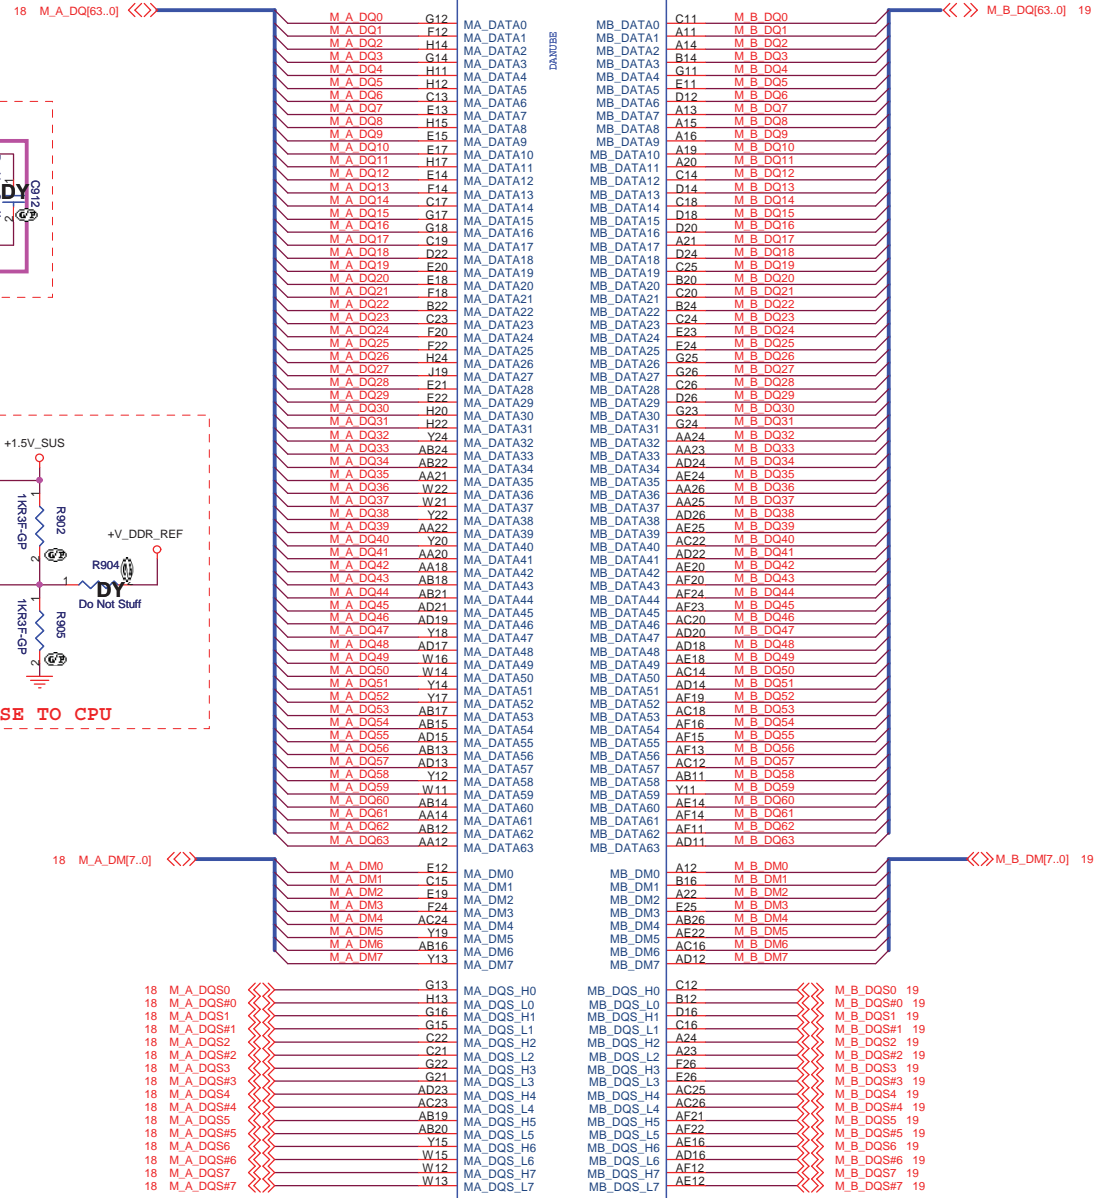 18 M_A_DQ[63..0]
M_B_DQ[63..0] 19
DANUBE
M_A_DQ0 G12 MA_DATA0 MB_DATA0 C11 M_B_DQ0
M_A_DQ1 F12 MA_DATA1 MB_DATA1 A11 M_B_DQ1
M_A_DQ2 H14 MA_DATA2 MB_DATA2 A14 M_B_DQ2
M_A_DQ3 G14 MA_DATA3 MB_DATA3 B14 M_B_DQ3
M_A_DQ4 H11 MA_DATA4 MB_DATA4 G11 M_B_DQ4
M_A_DQ5 H12 MA_DATA5 MB_DATA5 E11 M_B_DQ5
M_A_DQ6 C13 MA_DATA6 MB_DATA6 D12 M_B_DQ6
M_A_DQ7 E13 MA_DATA7 MB_DATA7 A13 M_B_DQ7
M_A_DQ8 H15 MA_DATA8 MB_DATA8 A15 M_B_DQ8
M_A_DQ9 E15 MA_DATA9 MB_DATA9 A16 M_B_DQ9
M_A_DQ10 E17 MA_DATA10 MB_DATA10 A19 M_B_DQ10
M_A_DQ11 H17 MA_DATA11 MB_DATA11 A20 M_B_DQ11
M_A_DQ12 E14 MA_DATA12 MB_DATA12 C14 M_B_DQ12
M_A_DQ13 F14 MA_DATA13 MB_DATA13 D14 M_B_DQ13
M_A_DQ14 C17 MA_DATA14 MB_DATA14 C18 M_B_DQ14
M_A_DQ15 G17 MA_DATA15 MB_DATA15 D18 M_B_DQ15
M_A_DQ16 G18 MA_DATA16 MB_DATA16 D20 M_B_DQ16
M_A_DQ17 C19 MA_DATA17 MB_DATA17 A21 M_B_DQ17
M_A_DQ18 D22 MA_DATA18 MB_DATA18 D24 M_B_DQ18
M_A_DQ19 E20 MA_DATA19 MB_DATA19 C25 M_B_DQ19
M_A_DQ20 E18 MA_DATA20 MB_DATA20 B20 M_B_DQ20
M_A_DQ21 F18 MA_DATA21 MB_DATA21 C20 M_B_DQ21
M_A_DQ22 B22 MA_DATA22 MB_DATA22 B24 M_B_DQ22
M_A_DQ23 C23 MA_DATA23 MB_DATA23 C24 M_B_DQ23
M_A_DQ24 F20 MA_DATA24 MB_DATA24 E23 M_B_DQ24
M_A_DQ25 F22 MA_DATA25 MB_DATA25 E24 M_B_DQ25
M_A_DQ26 H24 MA_DATA26 MB_DATA26 G25 M_B_DQ26
M_A_DQ27 J19 MA_DATA27 MB_DATA27 G26 M_B_DQ27
M_A_DQ28 E21 MA_DATA28 MB_DATA28 C26 M_B_DQ28
M_A_DQ29 E22 MA_DATA29 MB_DATA29 D26 M_B_DQ29
M_A_DQ30 H20 MA_DATA30 MB_DATA30 G23 M_B_DQ30
M_A_DQ31 H22 MA_DATA31 MB_DATA31 G24 M_B_DQ31
M_A_DQ32 Y24 MA_DATA32 MB_DATA32 AA24 M_B_DQ32
M_A_DQ33 AB24 MA_DATA33 MB_DATA33 AA23 M_B_DQ33
M_A_DQ34 AB22 MA_DATA34 MB_DATA34 AD24 M_B_DQ34
M_A_DQ35 AA21 MA_DATA35 MB_DATA35 AE24 M_B_DQ35
M_A_DQ36 W22 MA_DATA36 MB_DATA36 AA26 M_B_DQ36
M_A_DQ37 W21 MA_DATA37 MB_DATA37 AA25 M_B_DQ37
M_A_DQ38 Y22 MA_DATA38 MB_DATA38 AD26 M_B_DQ38
M_A_DQ39 AA22 MA_DATA39 MB_DATA39 AE25 M_B_DQ39
M_A_DQ40 Y20 MA_DATA40 MB_DATA40 AC22 M_B_DQ40
M_A_DQ41 AA20 MA_DATA41 MB_DATA41 AD22 M_B_DQ41
M_A_DQ42 AA18 MA_DATA42 MB_DATA42 AE20 M_B_DQ42
M_A_DQ43 AB18 MA_DATA43 MB_DATA43 AF20 M_B_DQ43
M_A_DQ44 AB21 MA_DATA44 MB_DATA44 AF24 M_B_DQ44
M_A_DQ45 AD21 MA_DATA45 MB_DATA45 AF23 M_B_DQ45
M_A_DQ46 AD19 MA_DATA46 MB_DATA46 AC20 M_B_DQ46
M_A_DQ47 Y18 MA_DATA47 MB_DATA47 AD20 M_B_DQ47
M_A_DQ48 AD17 MA_DATA48 MB_DATA48 AD18 M_B_DQ48
M_A_DQ49 W16 MA_DATA49 MB_DATA49 AE18 M_B_DQ49
M_A_DQ50 W14 MA_DATA50 MB_DATA50 AC14 M_B_DQ50
M_A_DQ51 Y14 MA_DATA51 MB_DATA51 AD14 M_B_DQ51
M_A_DQ52 Y17 MA_DATA52 MB_DATA52 AF19 M_B_DQ52
M_A_DQ53 AB17 MA_DATA53 MB_DATA53 AC18 M_B_DQ53
M_A_DQ54 AB15 MA_DATA54 MB_DATA54 AF16 M_B_DQ54
M_A_DQ55 AD15 MA_DATA55 MB_DATA55 AF15 M_B_DQ55
M_A_DQ56 AB13 MA_DATA56 MB_DATA56 AF13 M_B_DQ56
M_A_DQ57 AD13 MA_DATA57 MB_DATA57 AC12 M_B_DQ57
M_A_DQ58 Y12 MA_DATA58 MB_DATA58 AB11 M_B_DQ58
M_A_DQ59 W11 MA_DATA59 MB_DATA59 Y11 M_B_DQ59
M_A_DQ60 AB14 MA_DATA60 MB_DATA60 AE14 M_B_DQ60
M_A_DQ61 AA14 MA_DATA61 MB_DATA61 AF14 M_B_DQ61
M_A_DQ62 AB12 MA_DATA62 MB_DATA62 AF11 M_B_DQ62
M_A_DQ63 AA12 MA_DATA63 MB_DATA63 AD11 M_B_DQ63
C912
DY
1
2
+1.5V_SUS
1
R902
1KR3F-GP
2
+V_DDR_REF
R904
1
DY
Do Not Stuff
1
R905
1KR3F-GP
2
SE TO CPU
18 M_A_DM[7..0]
M_B_DM[7..0] 19
M_A_DM0 E12 MA_DM0 MB_DM0 A12 M_B_DM0
M_A_DM1 C15 MA_DM1 MB_DM1 B16 M_B_DM1
M_A_DM2 E19 MA_DM2 MB_DM2 A22 M_B_DM2
M_A_DM3 F24 MA_DM3 MB_DM3 E25 M_B_DM3
M_A_DM4 AC24 MA_DM4 MB_DM4 AB26 M_B_DM4
M_A_DM5 Y19 MA_DM5 MB_DM5 AE22 M_B_DM5
M_A_DM6 AB16 MA_DM6 MB_DM6 AC16 M_B_DM6
M_A_DM7 Y13 MA_DM7 MB_DM7 AD12 M_B_DM7
18 M_A_DQS0 G13 MA_DQS_H0 MB_DQS_H0 C12 M_B_DQS0 19
18 M_A_DQS#0 H13 MA_DQS_L0 MB_DQS_L0 B12 M_B_DQS#0 19
18 M_A_DQS1 G16 MA_DQS_H1 MB_DQS_H1 D16 M_B_DQS1 19
18 M_A_DQS#1 G15 MA_DQS_L1 MB_DQS_L1 C16 M_B_DQS#1 19
18 M_A_DQS2 C22 MA_DQS_H2 MB_DQS_H2 A24 M_B_DQS2 19
18 M_A_DQS#2 C21 MA_DQS_L2 MB_DQS_L2 A23 M_B_DQS#2 19
18 M_A_DQS3 G22 MA_DQS_H3 MB_DQS_H3 F26 M_B_DQS3 19
18 M_A_DQS#3 G21 MA_DQS_L3 MB_DQS_L3 E26 M_B_DQS#3 19
18 M_A_DQS4 AD23 MA_DQS_H4 MB_DQS_H4 AC25 M_B_DQS4 19
18 M_A_DQS#4 AC23 MA_DQS_L4 MB_DQS_L4 AC26 M_B_DQS#4 19
18 M_A_DQS5 AB19 MA_DQS_H5 MB_DQS_H5 AF21 M_B_DQS5 19
18 M_A_DQS#5 AB20 MA_DQS_L5 MB_DQS_L5 AF22 M_B_DQS#5 19
18 M_A_DQS6 Y15 MA_DQS_H6 MB_DQS_H6 AE16 M_B_DQS6 19
18 M_A_DQS#6 W15 MA_DQS_L6 MB_DQS_L6 AD16 M_B_DQS#6 19
18 M_A_DQS7 W12 MA_DQS_H7 MB_DQS_H7 AF12 M_B_DQS7 19
18 M_A_DQS#7 W13 MA_DQS_L7 MB_DQS_L7 AE12 M_B_DQS#7 19